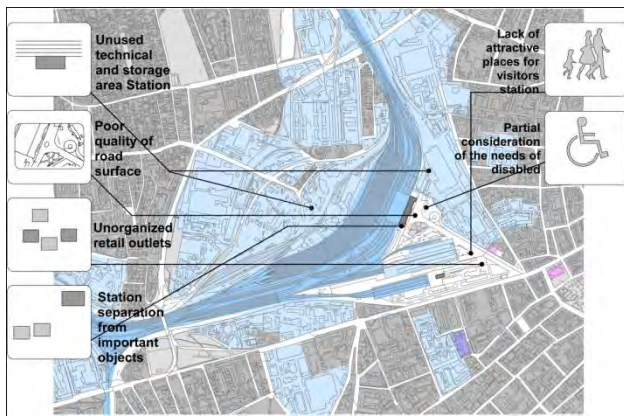 Unused
technical
and storage
area Station
Poor
quality of
road
surface
Unorganized
retail outlets
Station
separation
from
important
objects
Lack of
attractive
places for
visitors
station
Partial
consideration
of the needs of
disabled